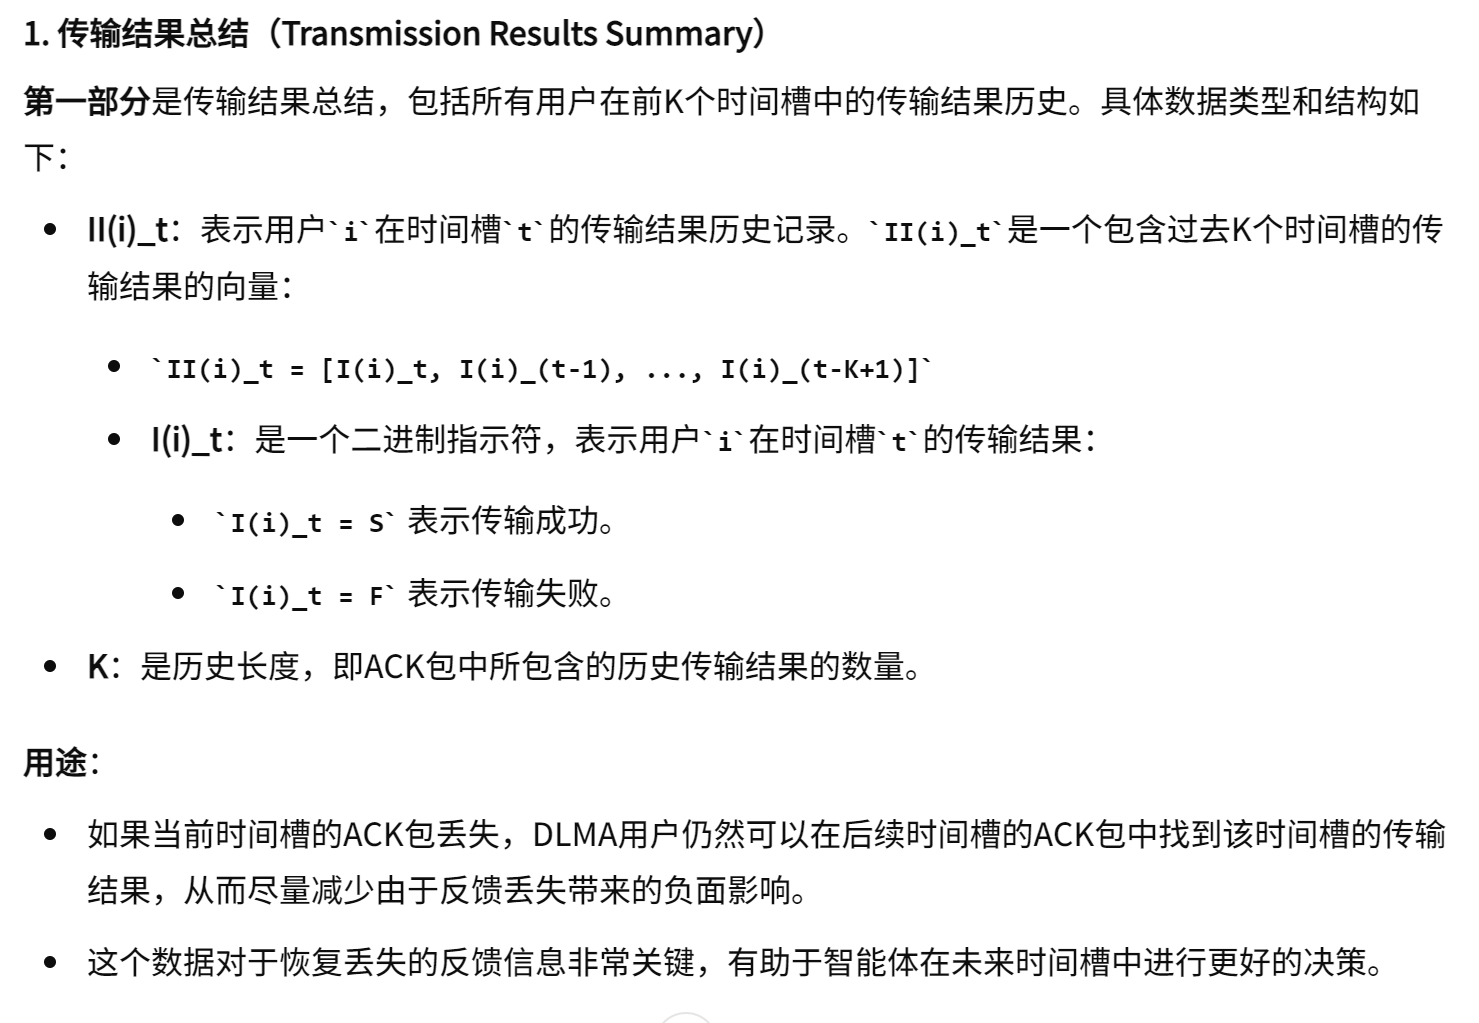 1. 传输结果总结（Transmission Results Summary）
第一部分是传输结果总结，包括所有用户在前K个时间槽中的传输结果历史。具体数据类型和结构如
下：
• II(i)_t：表示用户`i`在时间槽`t`的传输结果历史记录。`II(i)_t`是一个包含过去K个时间槽的传
输结果的向量：
• `II(i)_t = [I(i)_t, I(i)_(t-1), ..., I(i)_(t-K+1)]`
• I(i)_t：是一个二进制指示符，表示用户`i`在时间槽`t`的传输结果：
• `I(i)_t = S` 表示传输成功。
• `I(i)_t = F` 表示传输失败。
• K：是历史长度，即ACK包中所包含的历史传输结果的数量。
用途：
• 如果当前时间槽的ACK包丢失，DLMA用户仍然可以在后续时间槽的ACK包中找到该时间槽的传输
结果，从而尽量减少由于反馈丢失带来的负面影响。
• 这个数据对于恢复丢失的反馈信息非常关键，有助于智能体在未来时间槽中进行更好的决策。